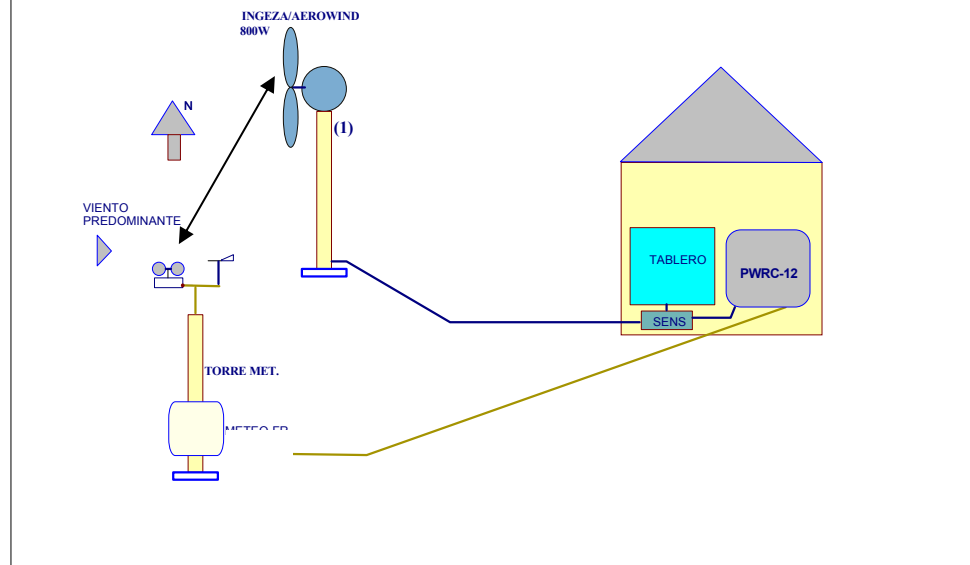 INGEZA/AEROWIND
800W
N
(1)
VIENTO
PREDOMINANTE
TABLERO
PWRC-12
SENS
TORRE MET.